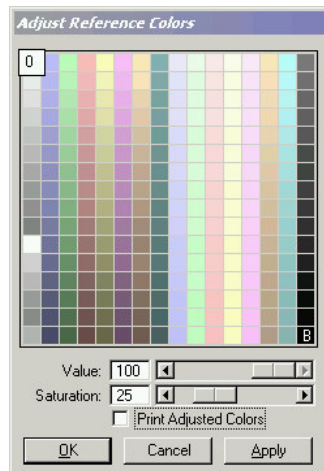 Adjust Reference Colors
0
B
Value: 100
Saturation: 25
Print Adjusted Colors
OK Cancel Apply